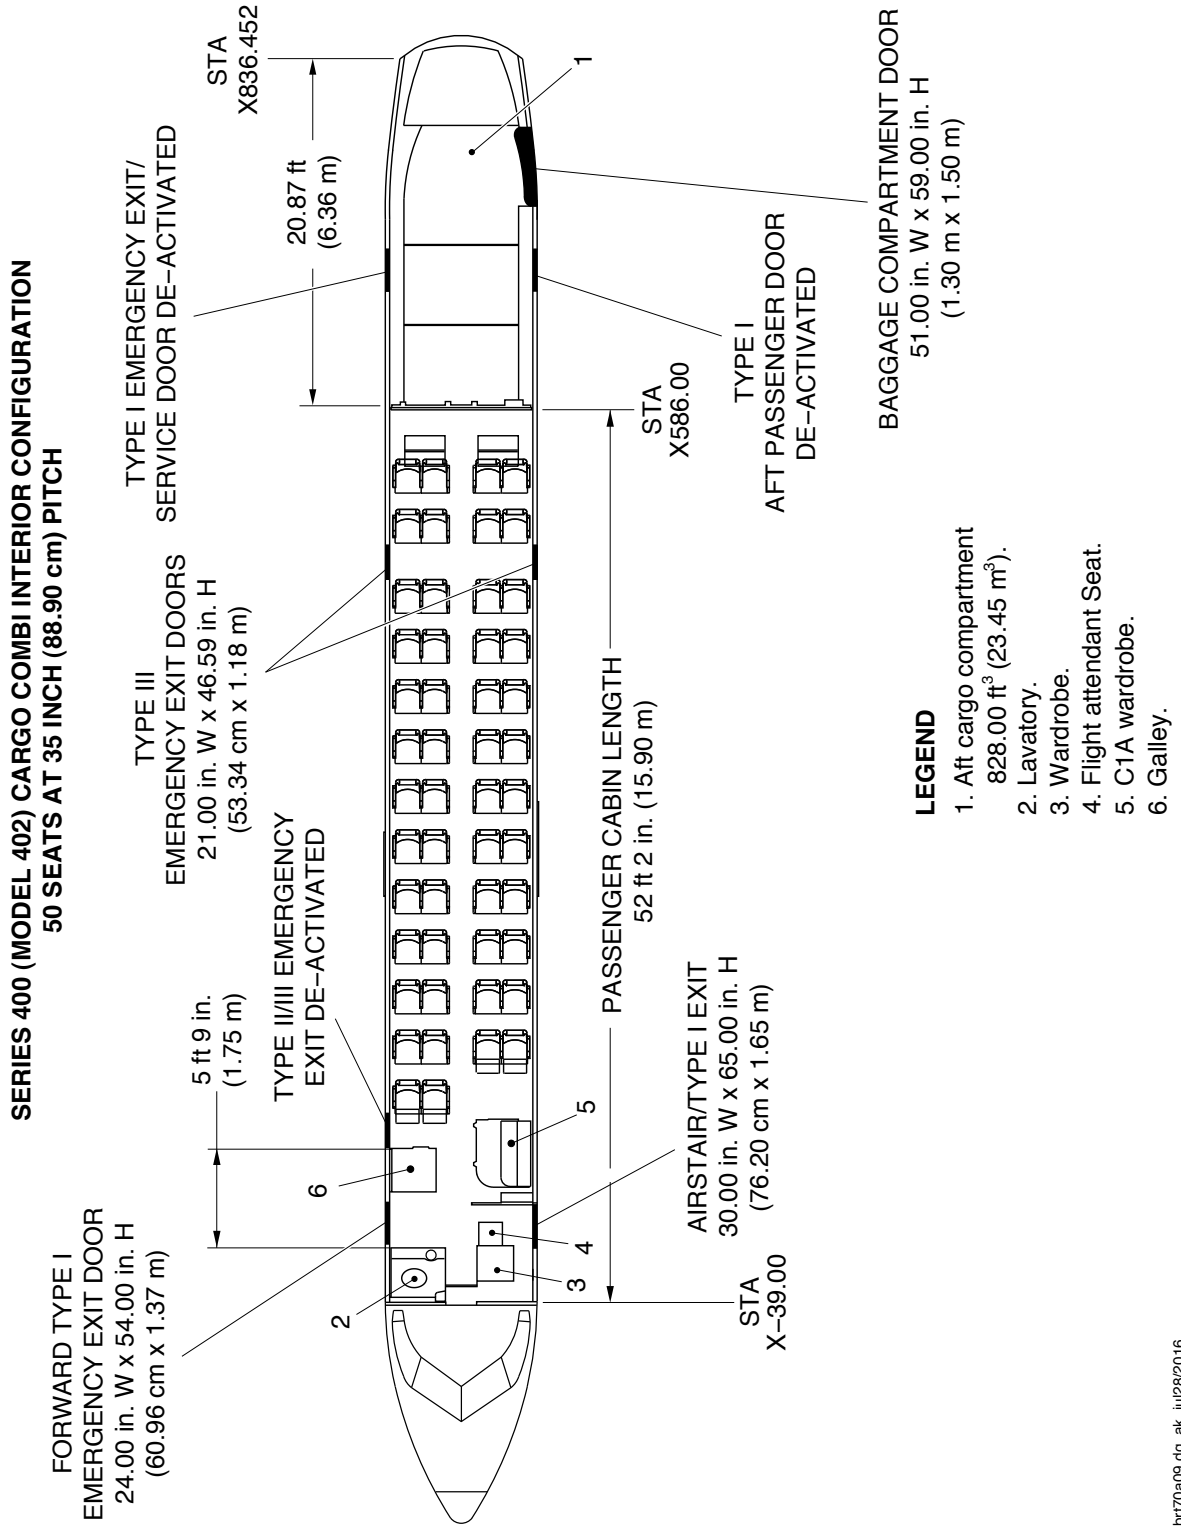 SERIES 400 (MODEL 402) CARGO COMBI INTERIOR CONFIGURATION
50 SEATS AT 35 INCH (88.90 cm) PITCH
FORWARD TYPE I
EMERGENCY EXIT DOOR
24.00 in. W x 54.00 in. H
(60.96 cm x 1.37 m)
5 ft 9 in.
(1.75 m)
TYPE II/III EMERGENCY
EXIT DE–ACTIVATED
TYPE III
EMERGENCY EXIT DOORS
21.00 in. W x 46.59 in. H
(53.34 cm x 1.18 m)
TYPE I EMERGENCY EXIT/
SERVICE DOOR DE–ACTIVATED
20.87 ft
(6.36 m)
STA
X836.452
2
6
3
4
5
1
STA
X–39.00
AIRSTAIR/TYPE I EXIT
30.00 in. W x 65.00 in. H
(76.20 cm x 1.65 m)
PASSENGER CABIN LENGTH
52 ft 2 in. (15.90 m)
STA
X586.00
TYPE I
AFT PASSENGER DOOR
DE–ACTIVATED
BAGGAGE COMPARTMENT DOOR
51.00 in. W x 59.00 in. H
(1.30 m x 1.50 m)
LEGEND
1. Aft cargo compartment
828.00 ft³ (23.45 m³).
2. Lavatory.
3. Wardrobe.
4. Flight attendant Seat.
5. C1A wardrobe.
6. Galley.